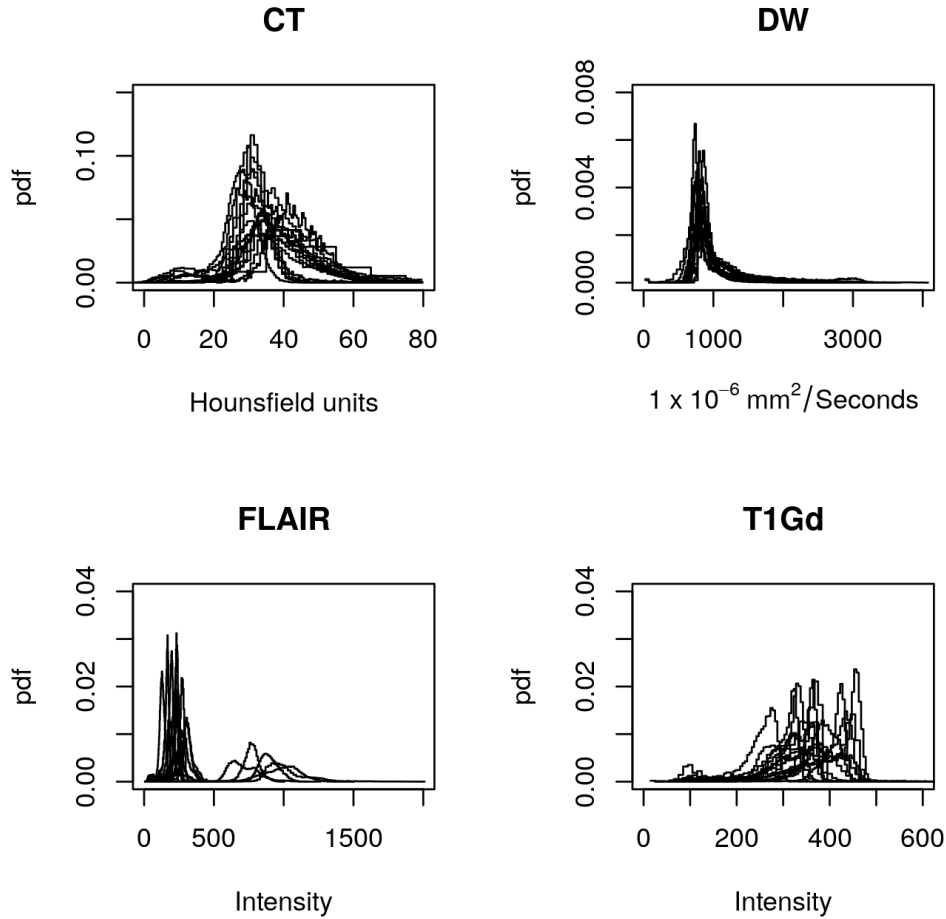 CT
pdf
0.00 0.10
0 20 40 60 80
Hounsfield units
DW
pdf
0.000 0.004 0.008
0 1000 3000
1 x 10⁻⁶ mm²/Seconds
FLAIR
pdf
0.00 0.02 0.04
0 500 1500
Intensity
T1Gd
pdf
0.00 0.02 0.04
0 200 400 600
Intensity